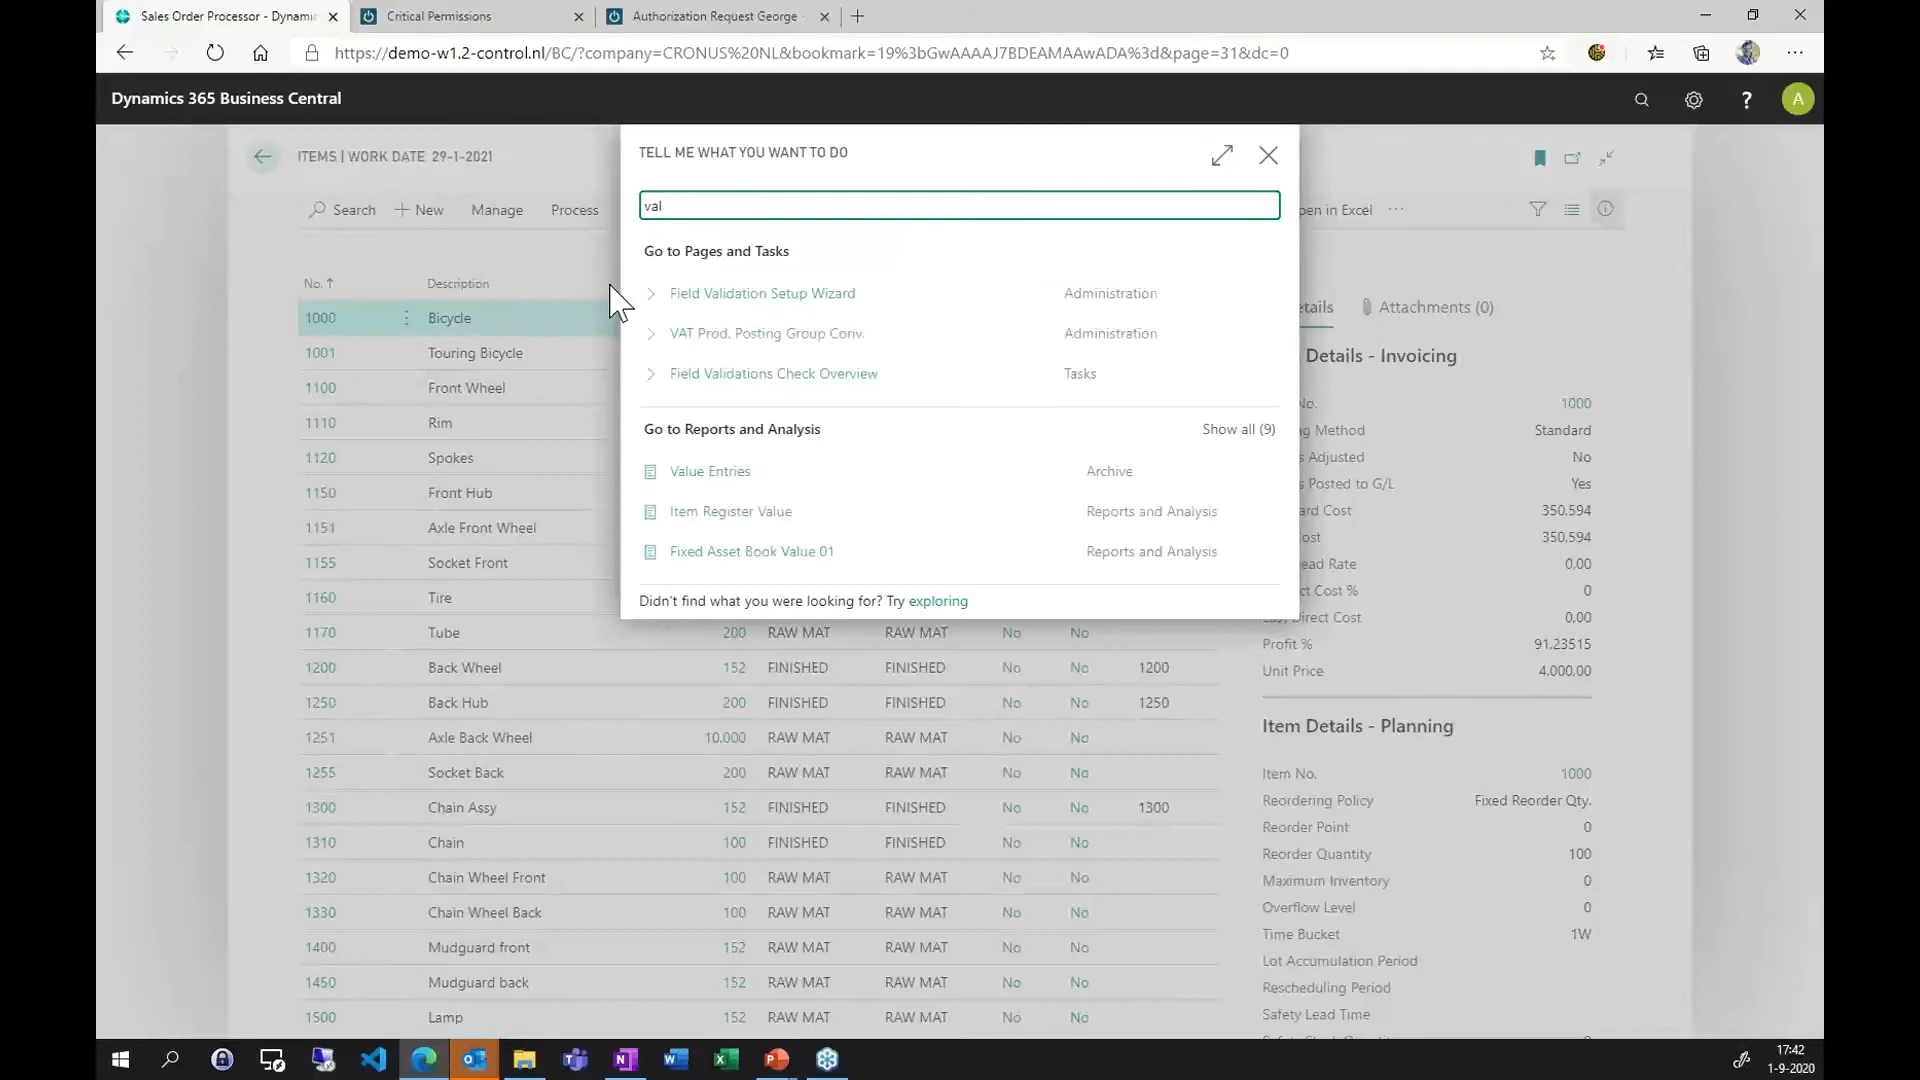 Sales Order Processor - Dynamic
Critical Permissions
Authorization Request George
https://demo-w1.2-control.nl/BC/?company=CRONUS%20NL&bookmark=19%3bGwAAAAJ7BDEAMAAwADA%3d&page=31&dc=0
Dynamics 365 Business Central
? A
ITEMS | WORK DATE: 29-1-2021
TELL ME WHAT YOU WANT TO DO
Search + New Manage Process
val
pen in Excel ...
Go to Pages and Tasks
No. ↑ Description
Field Validation Setup Wizard Administration
VAT Prod. Posting Group Conv. Administration
Field Validations Check Overview Tasks
Go to Reports and Analysis Show all (9)
Value Entries Archive
Item Register Value Reports and Analysis
Fixed Asset Book Value 01 Reports and Analysis
Didn't find what you were looking for? Try exploring
1000 Bicycle
1001 Touring Bicycle
1100 Front Wheel
1110 Rim
1120 Spokes
1150 Front Hub
1151 Axle Front Wheel
1155 Socket Front
1160 Tire
1170 Tube 200 RAW MAT RAW MAT No No
1200 Back Wheel 152 FINISHED FINISHED No No 1200
1250 Back Hub 200 FINISHED FINISHED No No 1250
1251 Axle Back Wheel 10.000 RAW MAT RAW MAT No No
1255 Socket Back 200 RAW MAT RAW MAT No No
1300 Chain Assy 152 FINISHED FINISHED No No 1300
1310 Chain 100 FINISHED FINISHED No No
1320 Chain Wheel Front 100 RAW MAT RAW MAT No No
1330 Chain Wheel Back 100 RAW MAT RAW MAT No No
1400 Mudguard front 152 RAW MAT RAW MAT No No
1450 Mudguard back 152 RAW MAT RAW MAT No No
1500 Lamp 152 RAW MAT RAW MAT No No
etails Attachments (0)
Details - Invoicing
No. 1000
g Method Standard
s Adjusted No
s Posted to G/L Yes
ard Cost 350,594
ost 350,594
ead Rate 0,00
ct Cost % 0
Direct Cost 0,00
Profit % 91.23515
Unit Price 4.000,00
Item Details - Planning
Item No. 1000
Reordering Policy Fixed Reorder Qty.
Reorder Point 0
Reorder Quantity 100
Maximum Inventory 0
Overflow Level 0
Time Bucket 1W
Lot Accumulation Period
Rescheduling Period
Safety Lead Time
17:42
1-9-2020